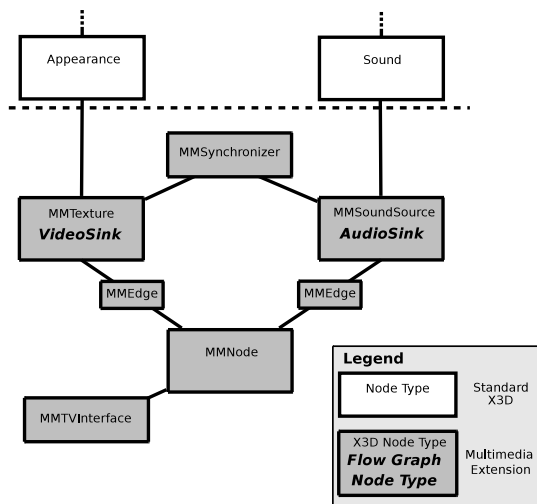 Appearance
Sound
MMSynchronizer
MMTexture
VideoSink
MMSoundSource
AudioSink
MMEdge
MMEdge
MMNode
MMTVInterface
Legend
Node Type
Standard
X3D
X3D Node Type
Flow Graph
Node Type
Multimedia
Extension